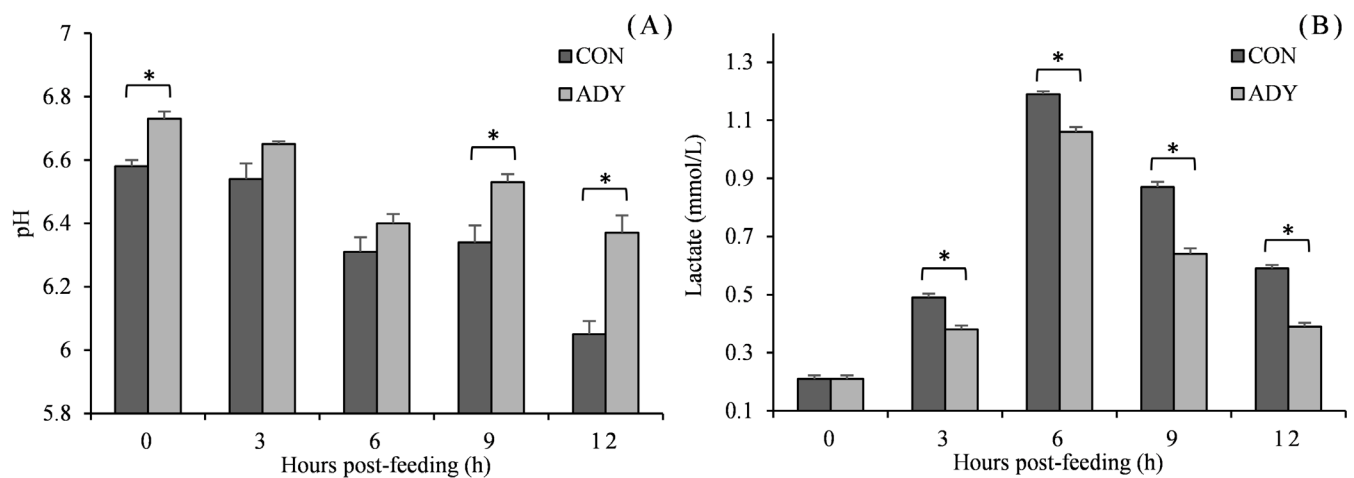 (A)
7
6.8
6.6
6.4
6.2
6
5.8
pH
CON
ADY
*
*
*
0 3 6 9 12
Hours post-feeding (h)
(B)
1.3
1.1
0.9
0.7
0.5
0.3
0.1
Lactate (mmol/L)
CON
ADY
*
*
*
*
0 3 6 9 12
Hours post-feeding (h)